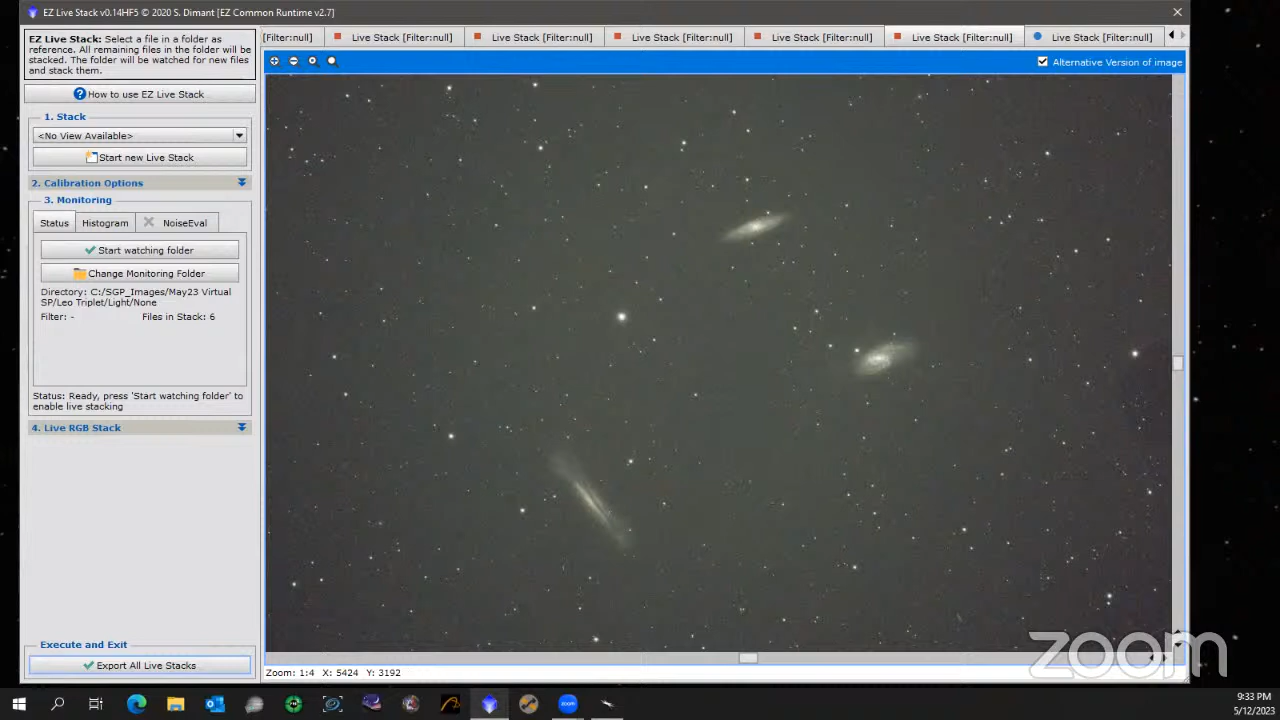 EZ Live Stack v0.14HF5 © 2020 S. Dimant [EZ Common Runtime v2.7]
EZ Live Stack: Select a file in a folder as
reference. All remaining files in the folder will be
stacked. The folder will be watched for new files
and stack them.
How to use EZ Live Stack
1. Stack
<No View Available>
Start new Live Stack
2. Calibration Options
3. Monitoring
Status Histogram NoiseEval
Start watching folder
Change Monitoring Folder
Directory: C:/SGP_Images/May23 Virtual
SP/Leo Triplet/Light/None
Filter: - Files in Stack: 6
Status: Ready, press 'Start watching folder' to
enable live stacking
4. Live RGB Stack
Execute and Exit
Export All Live Stacks
[Filter:null] Live Stack [Filter:null] Live Stack [Filter:null] Live Stack [Filter:null] Live Stack [Filter:null] Live Stack [Filter:null] Live Stack [Filter:null]
Alternative Version of image
Zoom: 1:4 X: 5424 Y: 3192
zoom
zoom
9:33 PM
5/12/2023